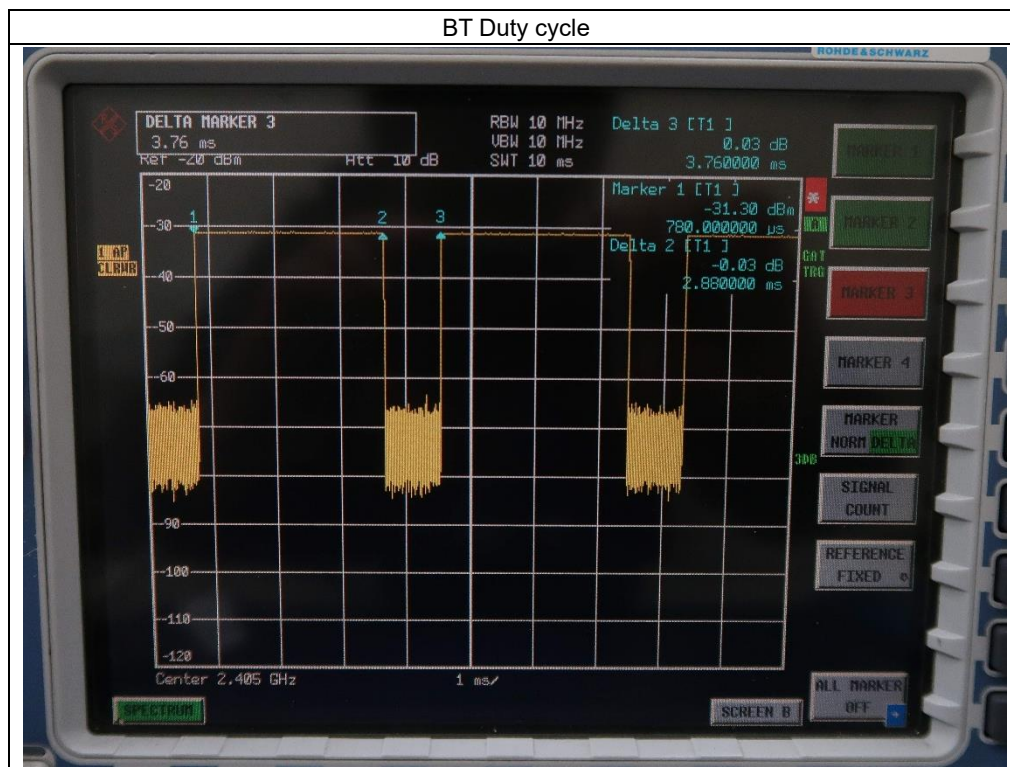 BT Duty cycle
ROHDE&SCHWARZ
DELTA MARKER 3
3.76 ms
Ref -20 dBm Att 10 dB
RBW 10 MHz
VBW 10 MHz
SWT 10 ms
Delta 3 [T1 ]
0.03 dB
3.760000 ms
Marker 1 [T1 ]
-31.30 dBm
780.000000 µs
Delta 2 [T1 ]
-0.03 dB
2.880000 ms
-20
-30
-40
-50
-60
-90
-100
-110
-120
1
2
3
1 AP
CLRWR
*
GAT
TRG
3DB
Center 2.405 GHz 1 ms/
SPECTRUM
SCREEN B
MARKER 1
MARKER 2
MARKER 3
MARKER 4
MARKER
NORM DELTA
SIGNAL
COUNT
REFERENCE
FIXED
ALL MARKER
OFF